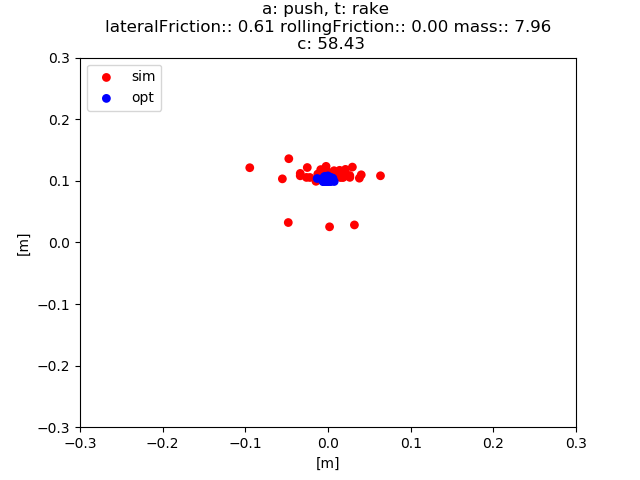 a: push, t: rake
lateralFriction:: 0.61 rollingFriction:: 0.00 mass:: 7.96
c: 58.43
sim
opt
0.3
0.2
0.1
0.0
−0.1
−0.2
−0.3
[m]
−0.3 −0.2 −0.1 0.0 0.1 0.2 0.3
[m]